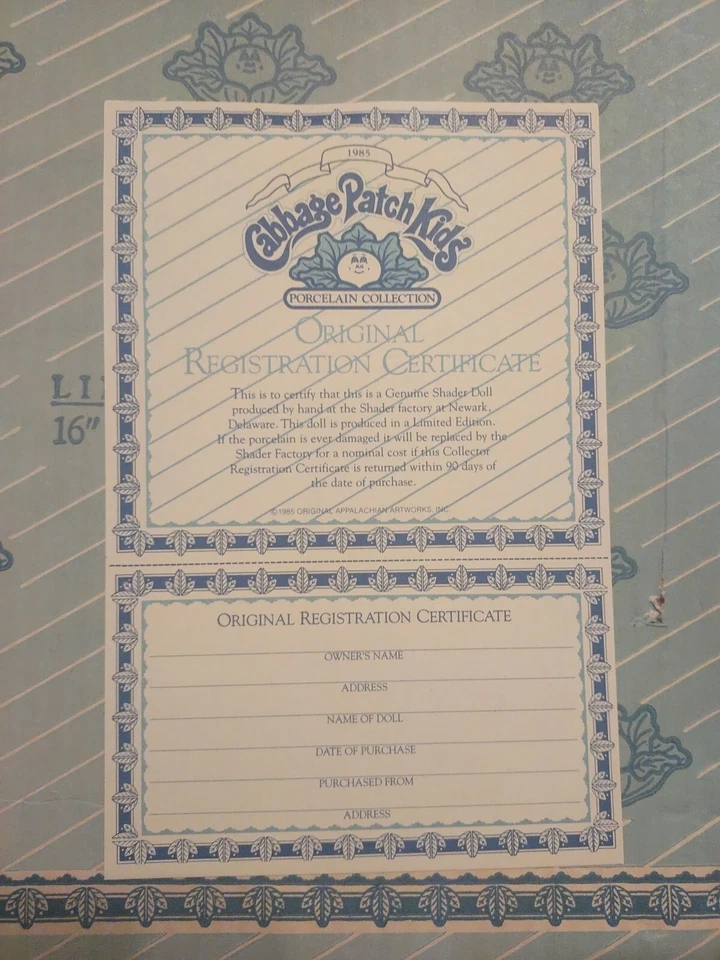 1985
Cabbage Patch Kids
PORCELAIN COLLECTION
ORIGINAL
REGISTRATION CERTIFICATE
This is to certify that this is a Genuine Shader Doll
produced by hand at the Shader factory at Newark,
Delaware. This doll is produced in a Limited Edition.
If the porcelain is ever damaged it will be replaced by the
Shader Factory for a nominal cost if this Collector
Registration Certificate is returned within 90 days of
the date of purchase.
©1985 ORIGINAL APPALACHIAN ARTWORKS, INC.
16"
ORIGINAL REGISTRATION CERTIFICATE
OWNER'S NAME
ADDRESS
NAME OF DOLL
DATE OF PURCHASE
PURCHASED FROM
ADDRESS